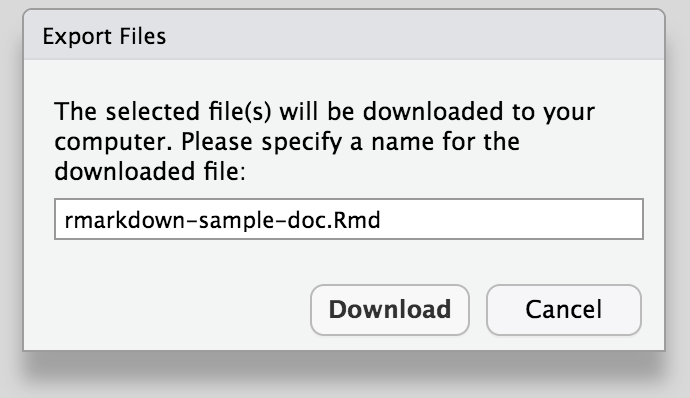 Export Files
The selected file(s) will be downloaded to your
computer. Please specify a name for the
downloaded file:
rmarkdown-sample-doc.Rmd
Download Cancel